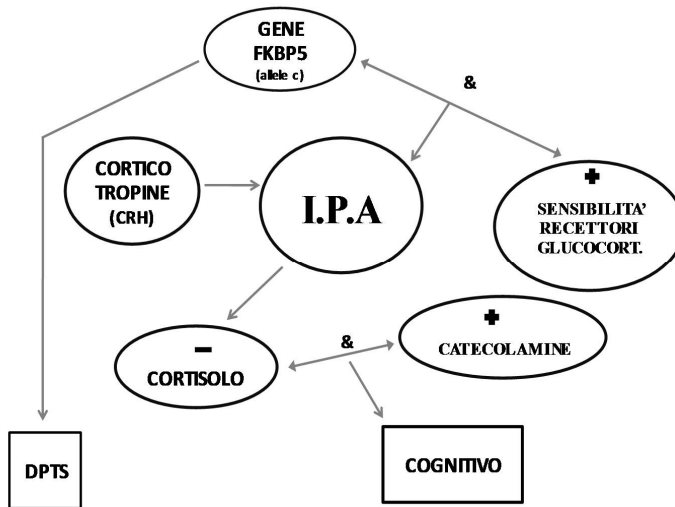 GENE
FKBP5
(allele c)
&
CORTICO
TROPINE
(CRH)
I.P.A
+
SENSIBILITA'
RECETTORI
GLUCOCORT.
+
CATECOLAMINE
&
-
CORTISOLO
DPTS
COGNITIVO